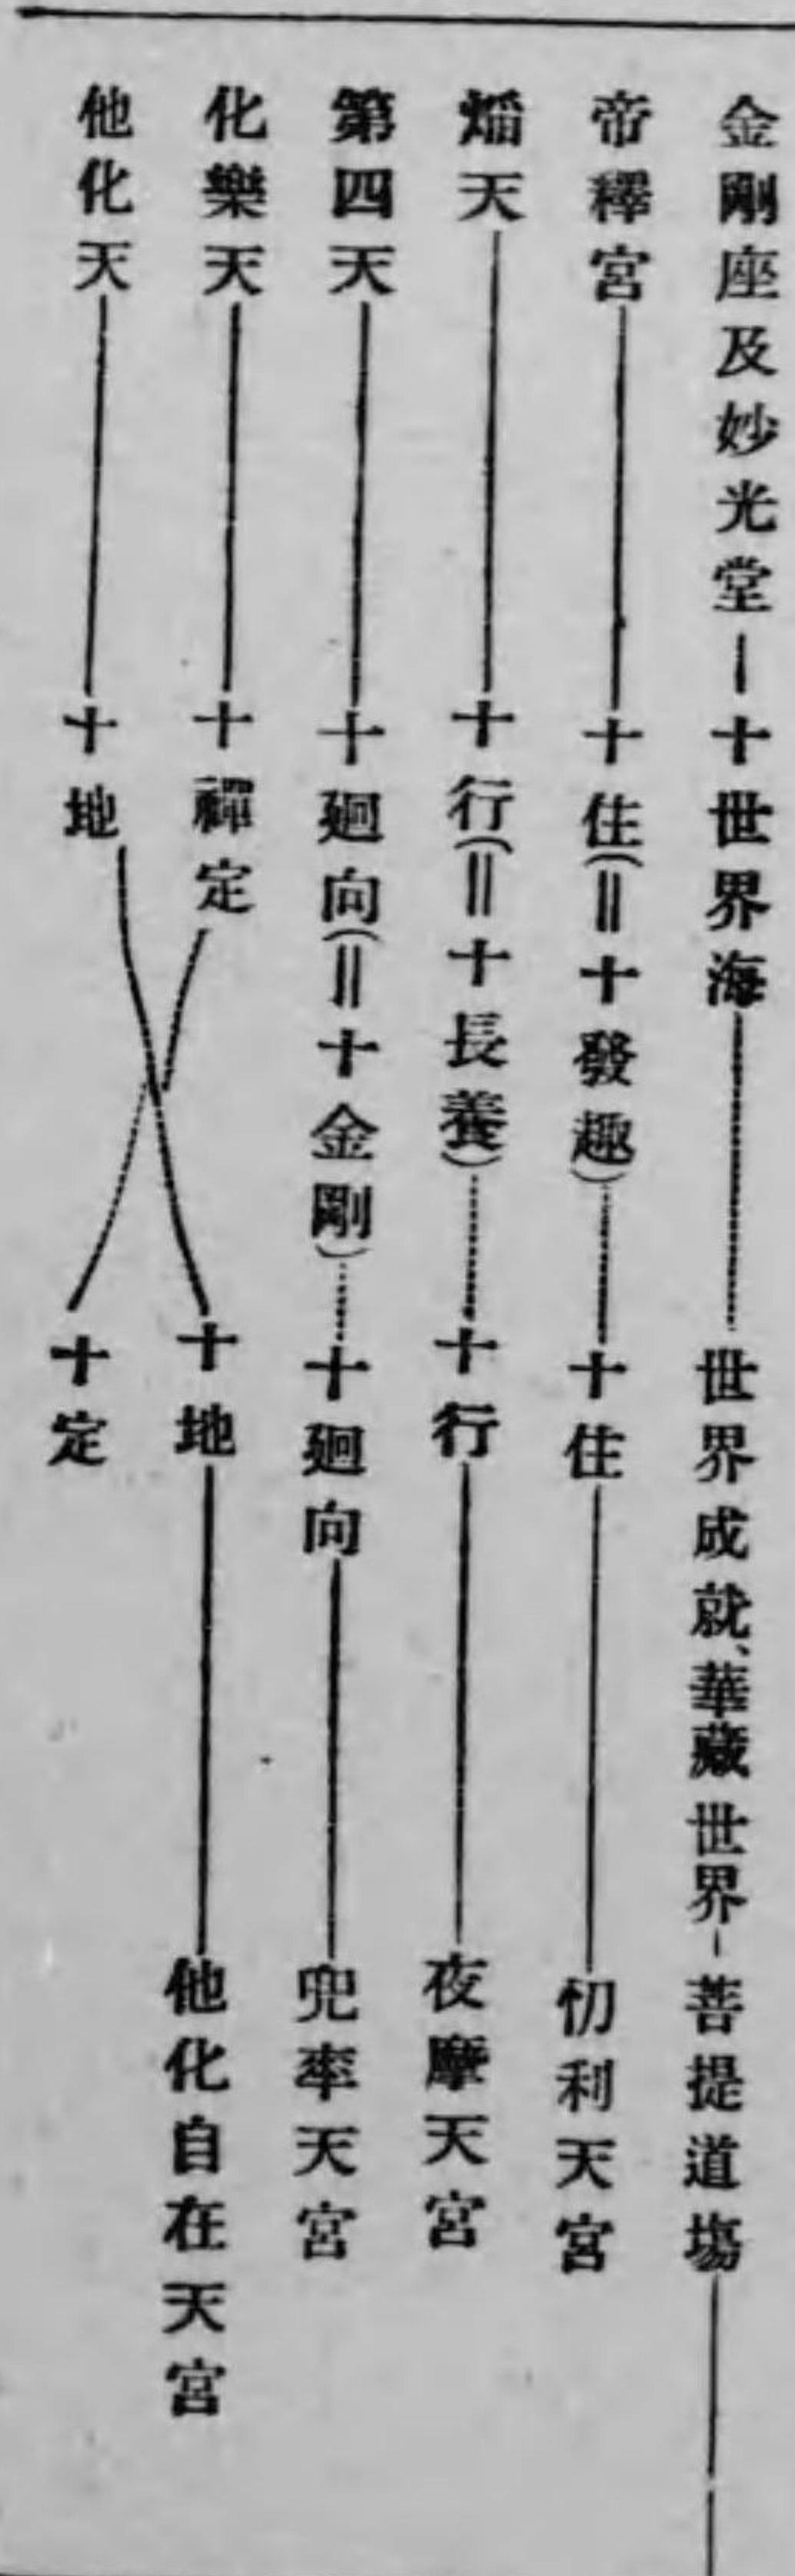 金剛座及妙光堂―十世界海……世界成就、華藏世界―菩提道場―
帝釋宮―十住(=十發趣)……十住―忉利天宮
焔天―十行(=十長養)……十行―夜摩天宮
第四天―十廻向(=十金剛)……十廻向―兜率天宮
化樂天―十禪定 十地―他化自在天宮
他化天―十地 十定